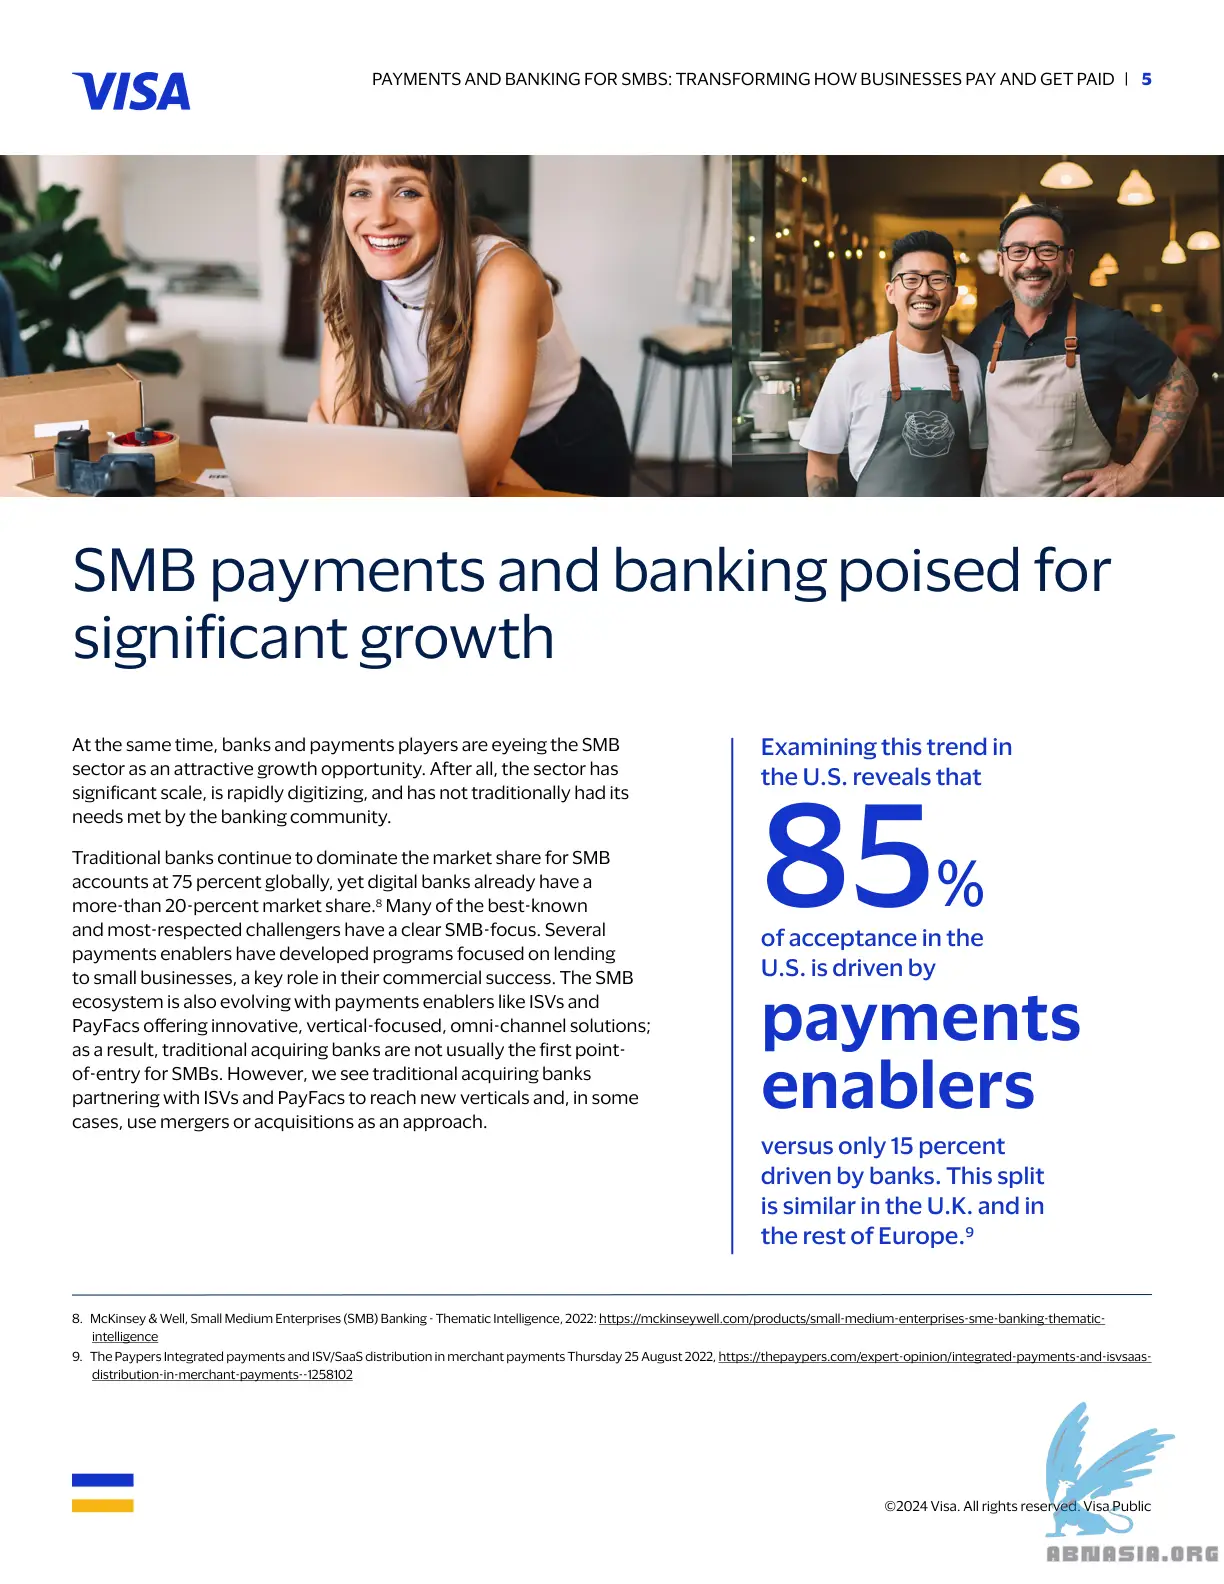 VISA
PAYMENTS AND BANKING FOR SMBS: TRANSFORMING HOW BUSINESSES PAY AND GET PAID | 5
SMB payments and banking poised for
significant growth
At the same time, banks and payments players are eyeing the SMB
sector as an attractive growth opportunity. After all, the sector has
significant scale, is rapidly digitizing, and has not traditionally had its
needs met by the banking community.
Traditional banks continue to dominate the market share for SMB
accounts at 75 percent globally, yet digital banks already have a
more-than 20-percent market share.⁸ Many of the best-known
and most-respected challengers have a clear SMB-focus. Several
payments enablers have developed programs focused on lending
to small businesses, a key role in their commercial success. The SMB
ecosystem is also evolving with payments enablers like ISVs and
PayFacs offering innovative, vertical-focused, omni-channel solutions;
as a result, traditional acquiring banks are not usually the first point-
of-entry for SMBs. However, we see traditional acquiring banks
partnering with ISVs and PayFacs to reach new verticals and, in some
cases, use mergers or acquisitions as an approach.
Examining this trend in
the U.S. reveals that
85%
of acceptance in the
U.S. is driven by
payments
enablers
versus only 15 percent
driven by banks. This split
is similar in the U.K. and in
the rest of Europe.⁹
8. McKinsey & Well, Small Medium Enterprises (SMB) Banking - Thematic Intelligence, 2022: https://mckinseywell.com/products/small-medium-enterprises-sme-banking-thematic-
intelligence
9. The Paypers Integrated payments and ISV/SaaS distribution in merchant payments Thursday 25 August 2022, https://thepaypers.com/expert-opinion/integrated-payments-and-isvsaas-
distribution-in-merchant-payments--1258102
©2024 Visa. All rights reserved. Visa Public
ABNASIA.ORG